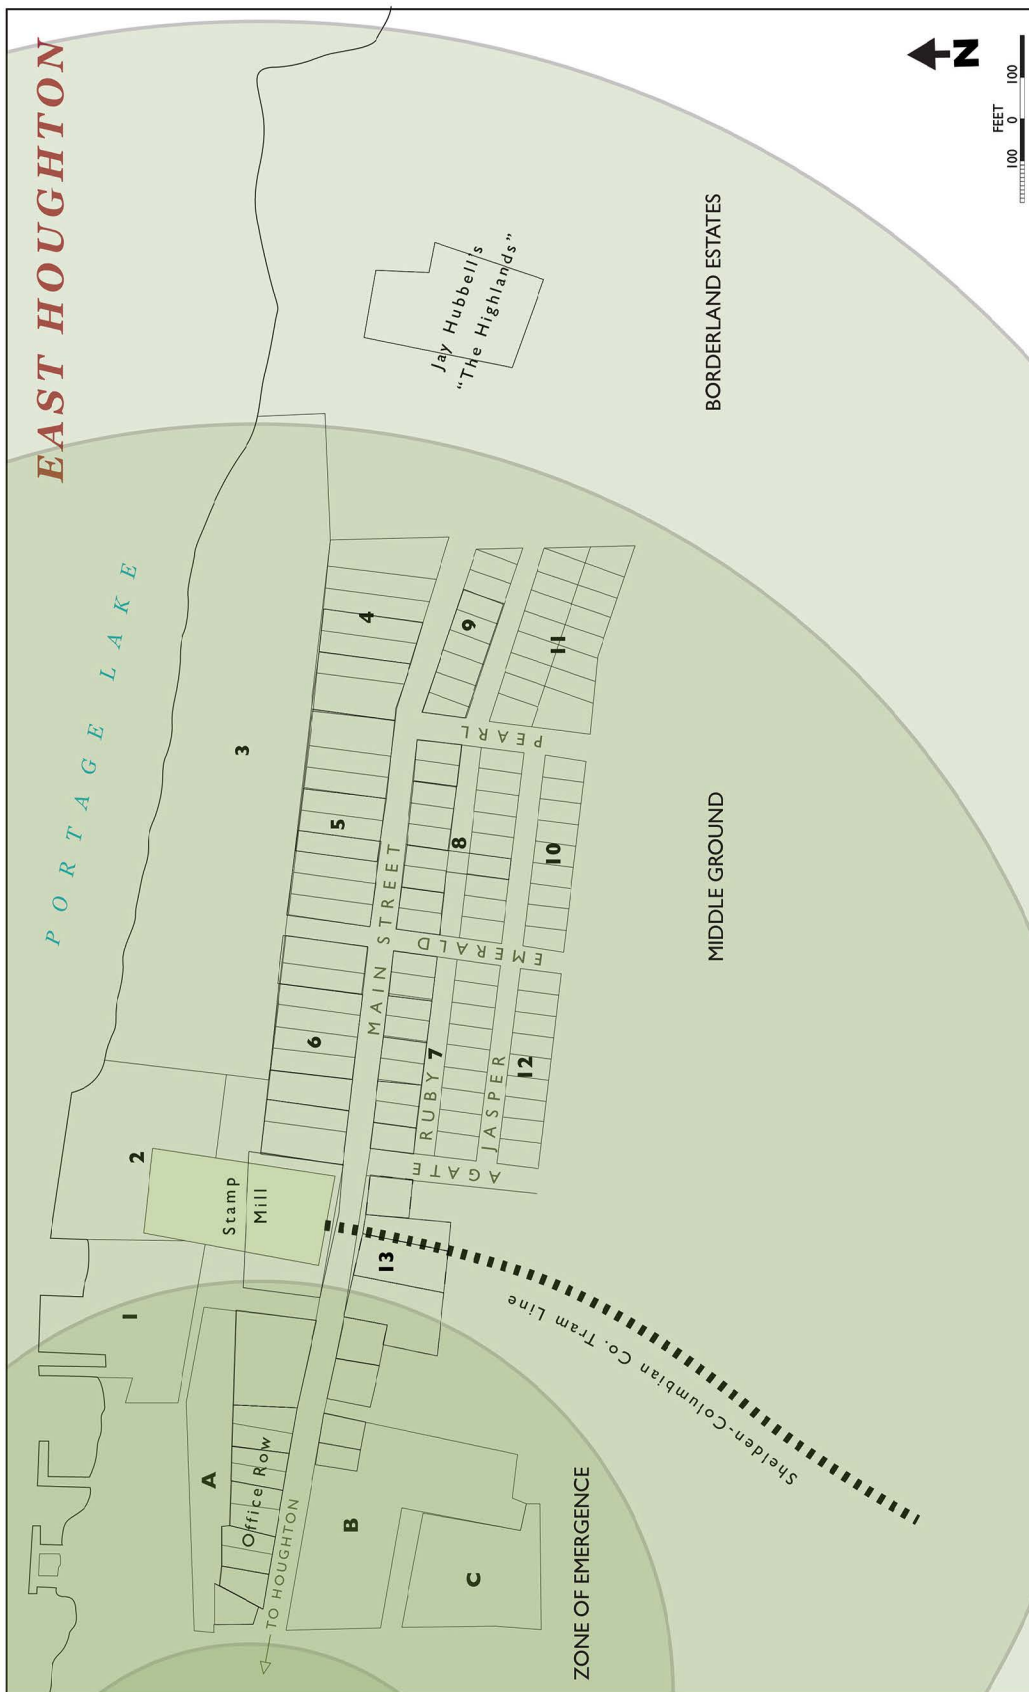 EAST HOUGHTON
PORTAGE LAKE
N
FEET
100 0 100
Jay Hubbell's
"The Highlands"
BORDERLAND ESTATES
MIDDLE GROUND
ZONE OF EMERGENCE
1
2
3
4
5
6
7
8
9
10
11
12
13
A
B
C
Stamp
Mill
Office Row
TO HOUGHTON
MAIN STREET
RUBY
JASPER
AGATE
EMERALD
PEARL
Shelden-Columbian Co. Tram Line